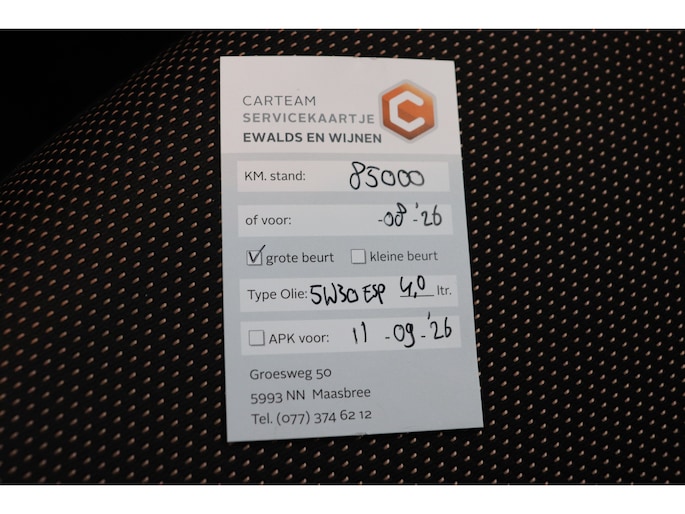 CARTEAM
SERVICEKAARTJE
EWALDS EN WIJNEN
KM. stand: 85000
of voor: -08-'26
grote beurt kleine beurt
Type Olie: 5W30 ESP 4,0 ltr.
APK voor: 11-09-'26
Groesweg 50
5993 NN Maasbree
Tel. (077) 374 62 12